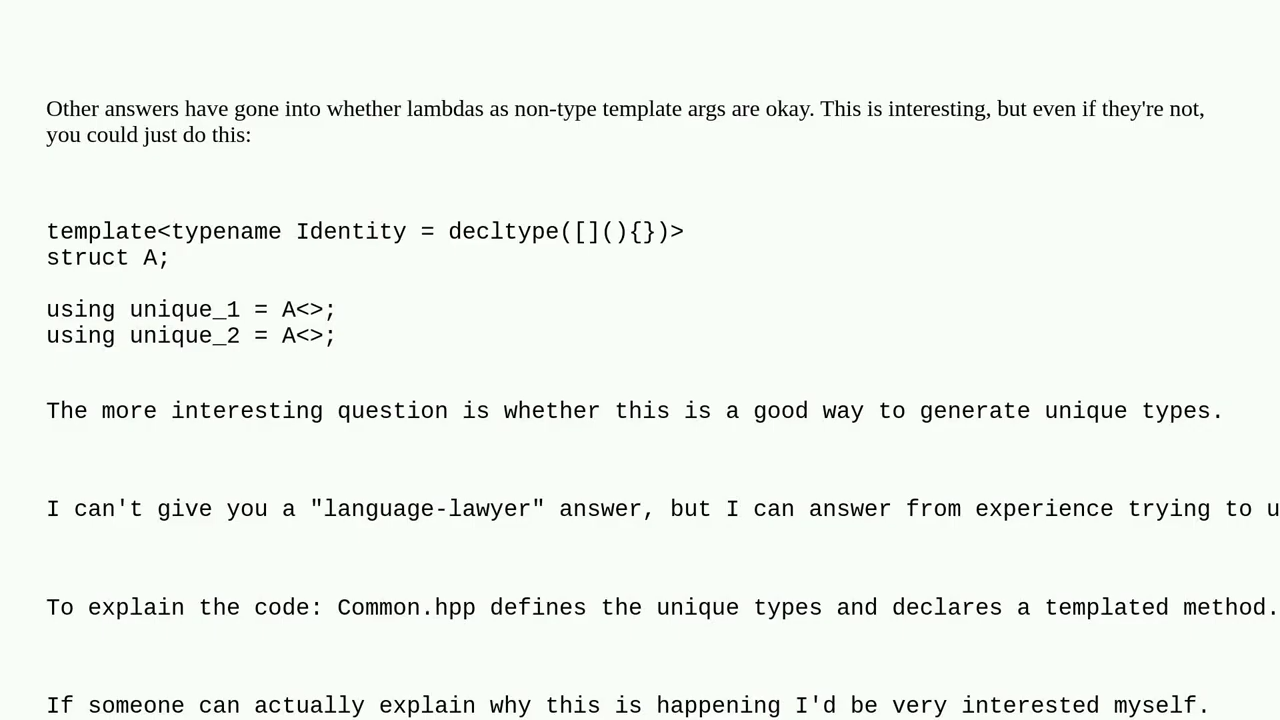 Other answers have gone into whether lambdas as non-type template args are okay. This is interesting, but even if they're not,
you could just do this:
template<typename Identity = decltype([](){})>
struct A;
using unique_1 = A<>;
using unique_2 = A<>;
The more interesting question is whether this is a good way to generate unique types.
I can't give you a "language-lawyer" answer, but I can answer from experience trying to
To explain the code: Common.hpp defines the unique types and declares a templated method.
If someone can actually explain why this is happening I'd be very interested myself.